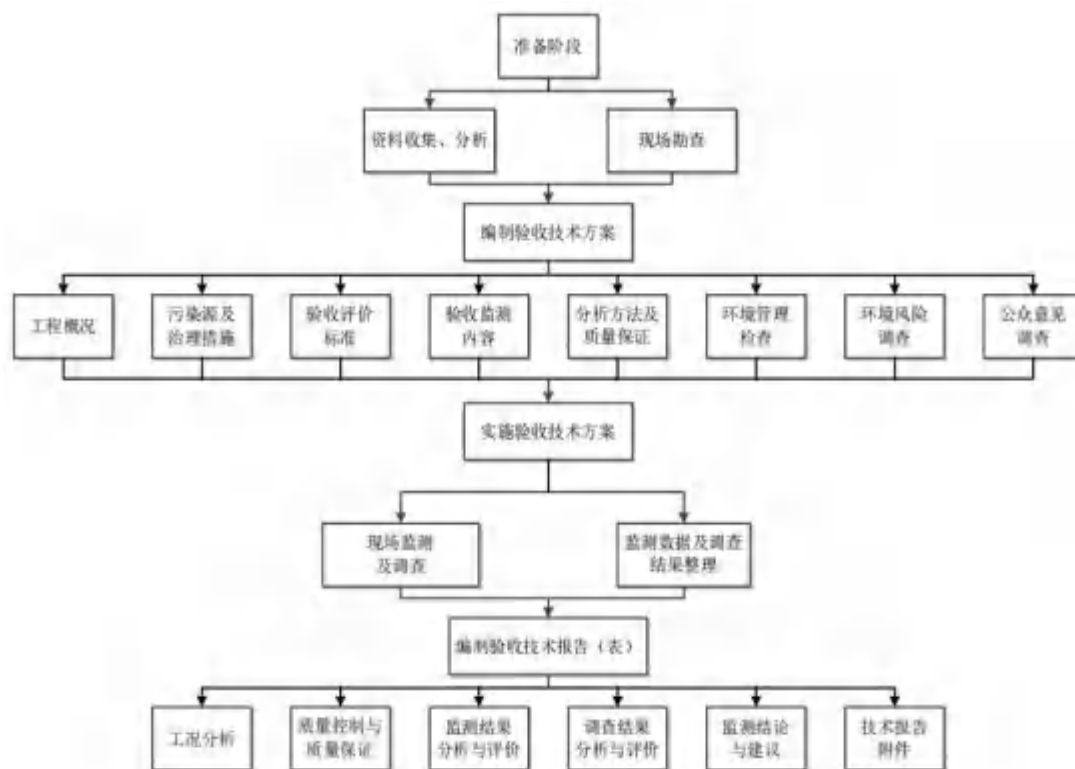 准备阶段
资料收集、分析
现场勘查
编制验收技术方案
工程概况
污染源及
治理措施
验收评价
标准
验收监测
内容
分析方法及
质量保证
环境管理
检查
环境风险
调查
公众意见
调查
实施验收技术方案
现场监测
及调查
监测数据及调查
结果整理
编制验收技术报告（表）
工况分析
质量控制与
质量保证
监测结果
分析与评价
调查结果
分析与评价
监测结论
与建议
技术报告
附件